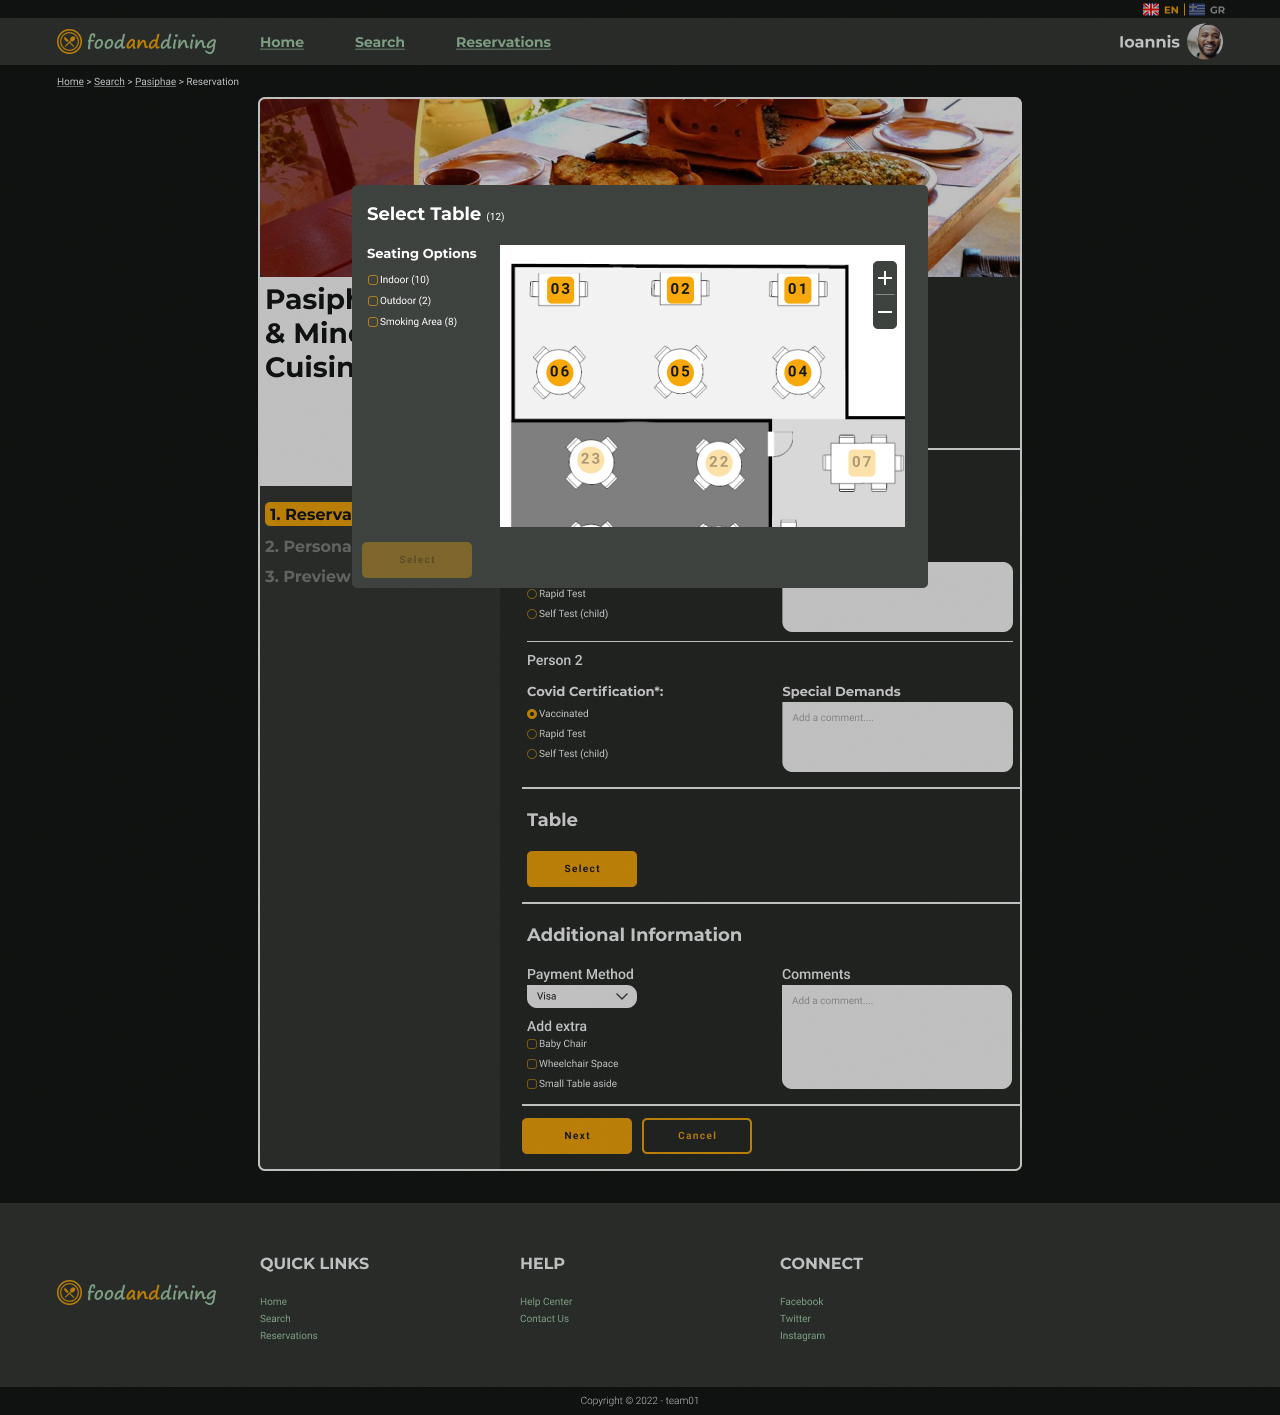 EN | GR
foodanddining Home Search Reservations Ioannis
Home > Search > Pasiphae > Reservation
Select Table (12)
Seating Options
Indoor (10)
Outdoor (2)
Smoking Area (8)
03 02 01
06 05 04
23 22 07
+
−
Select
& Min
Cuisin
1. Reserva
2. Persona
3. Preview
Rapid Test
Self Test (child)
Person 2
Covid Certification*:
Vaccinated
Rapid Test
Self Test (child)
Special Demands
Add a comment....
Table
Select
Additional Information
Payment Method
Visa
Add extra
Baby Chair
Wheelchair Space
Small Table aside
Comments
Add a comment....
Next Cancel
foodanddining
QUICK LINKS
Home
Search
Reservations
HELP
Help Center
Contact Us
CONNECT
Facebook
Twitter
Instagram
Copyright © 2022 - team01